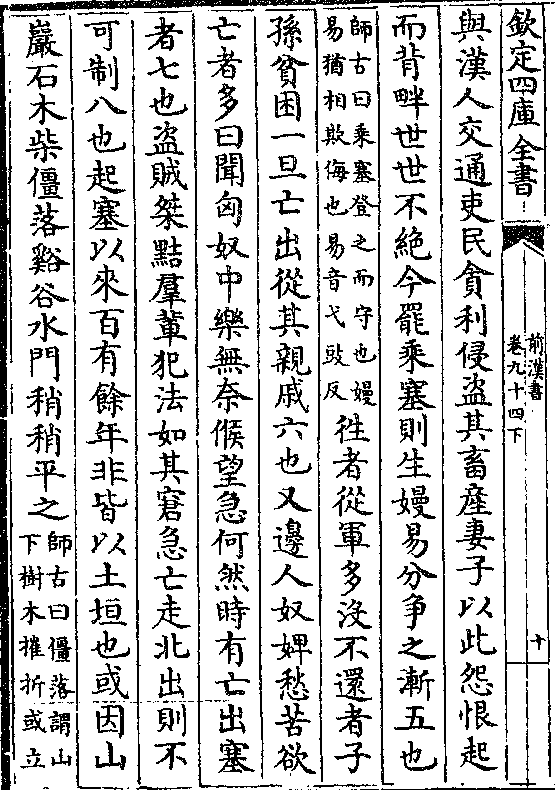 欽定四庫全書
前漢書
卷九十四下
十
與漢人交通吏民貪利侵盗其畜産妻子以此怨恨起
而背畔世世不絶今罷乗塞則生嫚易分争之漸五也
師古曰乗塞登之而守也嫚
易猶相欺侮也易音弋豉反
徃者從軍多沒不還者子
孫貧困一旦亡出從其親戚六也又邊人奴婢愁苦欲
亡者多曰聞匈奴中樂無奈候望急何然時有亡出塞
者七也盗賊桀黠羣輩犯法如其窘急亡走北出則不
可制八也起塞以來百有餘年非皆以土垣也或因山
巖石木柴僵落谿谷水門稍稍平之
師古曰僵落謂山
下樹木摧折或立